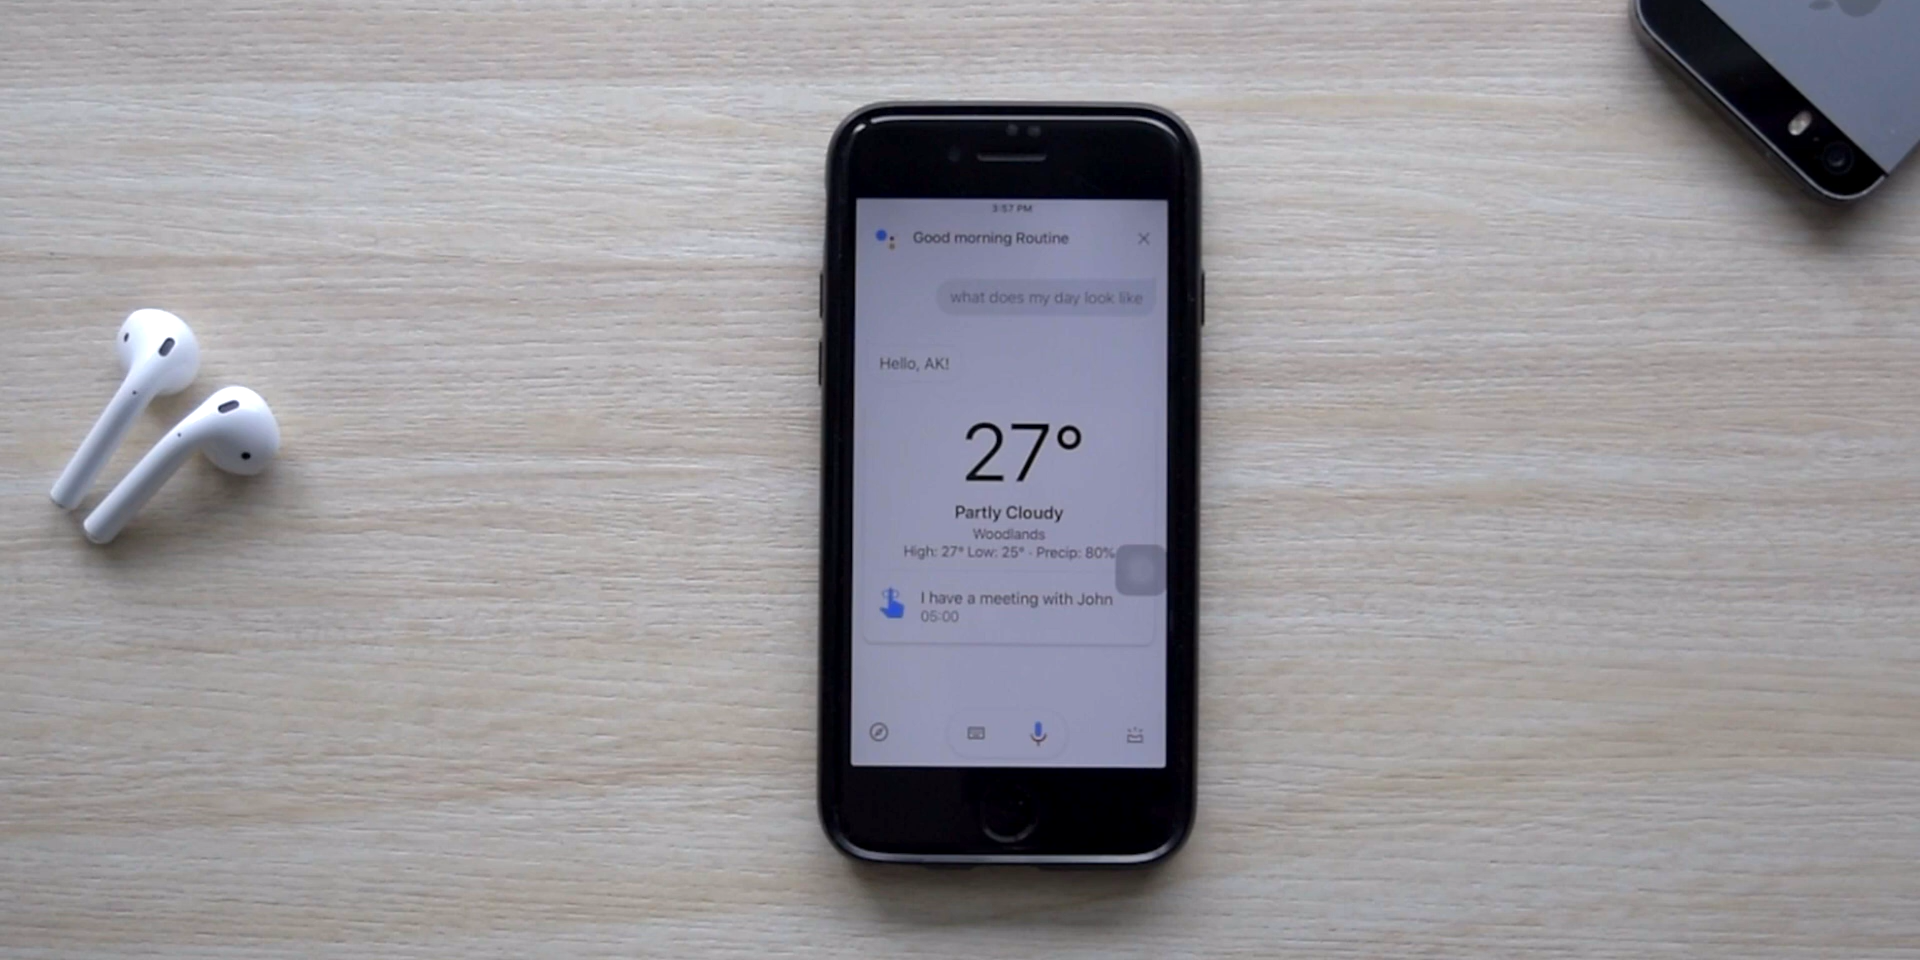 3:57 PM
Good morning Routine
what does my day look like
Hello, AK!
27°
Partly Cloudy
Woodlands
High: 27° Low: 25° · Precip: 80%
I have a meeting with John
05:00